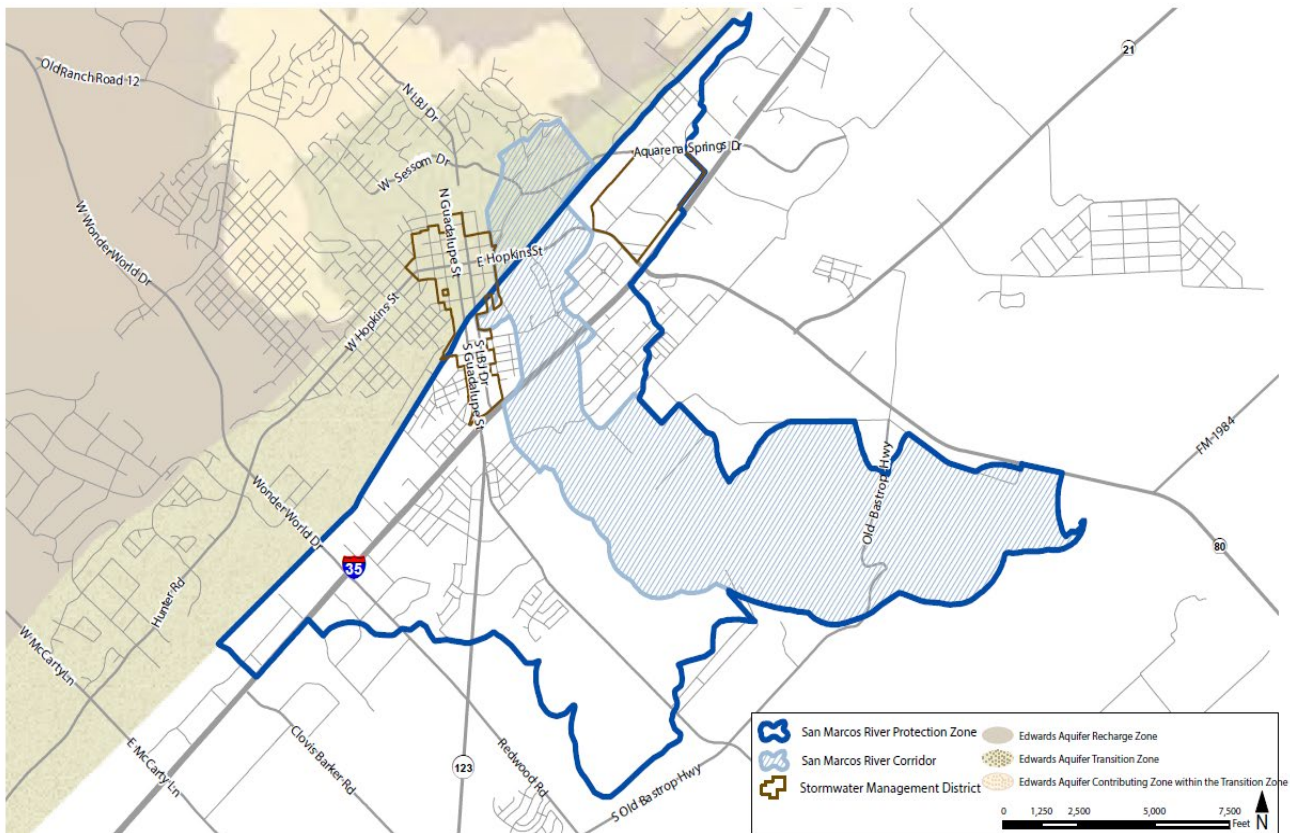 21
Old Ranch Road 12
N LBJ Dr
Aquarena Springs Dr
W Sessom Dr
N Guadalupe St
W WonderWorld Dr
E Hopkins St
W Hopkins St
S LBJ Dr
S Guadalupe St
FM-1984
Old Bastrop Hwy
WonderWorld Dr
80
35
Hunter Rd
W McCarty Ln
E McCarty Ln
Clovis Barker Rd
123
Redwood Rd
S Old Bastrop Hwy
San Marcos River Protection Zone
San Marcos River Corridor
Stormwater Management District
Edwards Aquifer Recharge Zone
Edwards Aquifer Transition Zone
Edwards Aquifer Contributing Zone within the Transition Zone
0 1,250 2,500 5,000 7,500
Feet
N